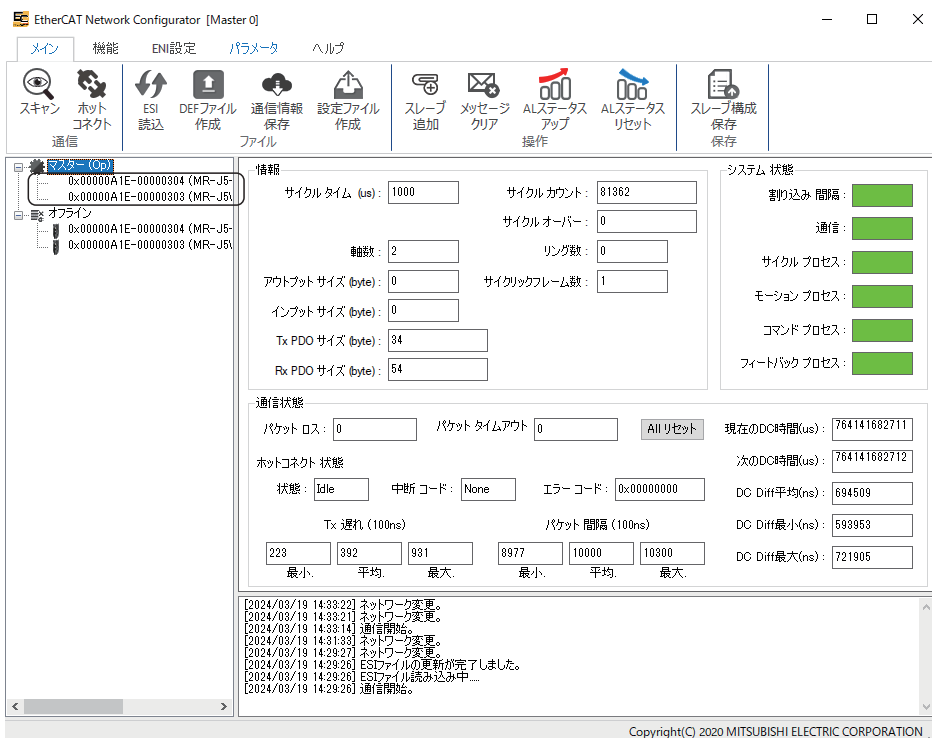 EtherCAT Network Configurator [Master 0]
メイン 機能 ENI設定 パラメータ ヘルプ
スキャン ホット ESI DEFファイル 通信情報 設定ファイル スレーブ メッセージ ALステータス ALステータス スレーブ構成
コネクト 読込 作成 保存 作成 追加 クリア アップ リセット 保存
通信 ファイル 操作 保存
マスター (Op)
0x00000A1E-00000304 (MR-J5-
0x00000A1E-00000303 (MR-J5\
オフライン
0x00000A1E-00000304 (MR-J5-
0x00000A1E-00000303 (MR-J5\
情報
サイクル タイム (us) : 1000 サイクル カウント : 81362
サイクル オーバー : 0
軸数 : 2 リング数 : 0
アウトプット サイズ (byte) : 0 サイクリックフレーム数 : 1
インプット サイズ (byte) : 0
Tx PDO サイズ (byte) : 34
Rx PDO サイズ (byte) : 54
システム 状態
割り込み 間隔 :
通信 :
サイクル プロセス :
モーション プロセス :
コマンド プロセス :
フィートバック プロセス :
通信状態
パケット ロス : 0 パケット タイムアウト 0 All リセット 現在のDC時間(us) : 764141682711
ホットコネクト 状態 次のDC時間(us) : 764141682712
状態 : Idle 中断 コード : None エラー コード : 0x00000000 DC Diff平均(ns) : 694509
Tx 遅れ (100ns) パケット 間隔 (100ns) DC Diff最小(ns) : 593953
223 392 931 8977 10000 10300 DC Diff最大(ns) : 721905
最小. 平均. 最大. 最小. 平均. 最大.
[2024/03/19 14:33:22] ネットワーク変更。
[2024/03/19 14:33:21] ネットワーク変更。
[2024/03/19 14:33:14] 通信開始。
[2024/03/19 14:31:33] ネットワーク変更。
[2024/03/19 14:29:27] ネットワーク変更。
[2024/03/19 14:29:26] ESIファイルの更新が完了しました。
[2024/03/19 14:29:26] ESIファイル読み込み中....
[2024/03/19 14:29:26] 通信開始。
Copyright(C) 2020 MITSUBISHI ELECTRIC CORPORATION